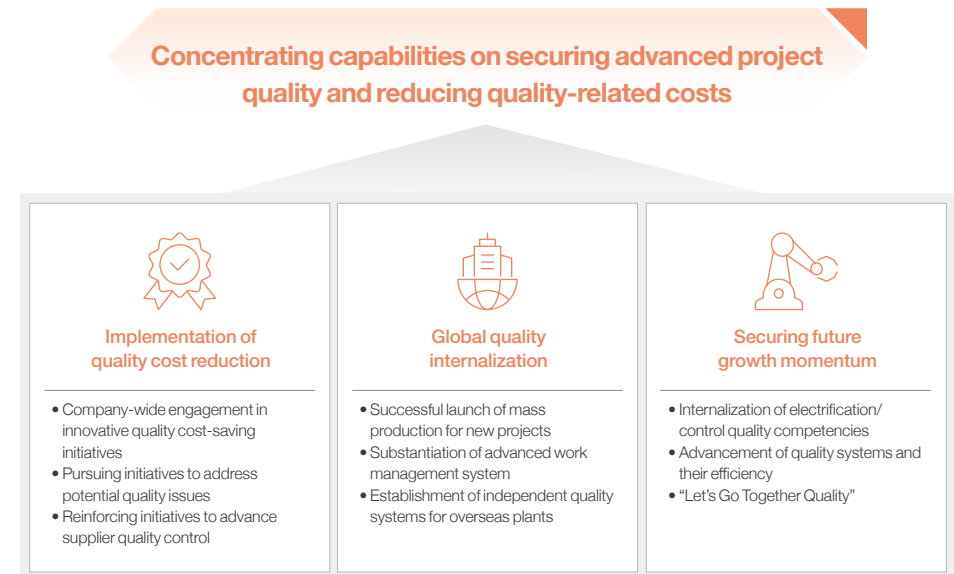 Concentrating capabilities on securing advanced project
quality and reducing quality-related costs
Implementation of
quality cost reduction
• Company-wide engagement in
innovative quality cost-saving
initiatives
• Pursuing initiatives to address
potential quality issues
• Reinforcing initiatives to advance
supplier quality control
Global quality
internalization
• Successful launch of mass
production for new projects
• Substantiation of advanced work
management system
• Establishment of independent quality
systems for overseas plants
Securing future
growth momentum
• Internalization of electrification/
control quality competencies
• Advancement of quality systems and
their efficiency
• “Let’s Go Together Quality”